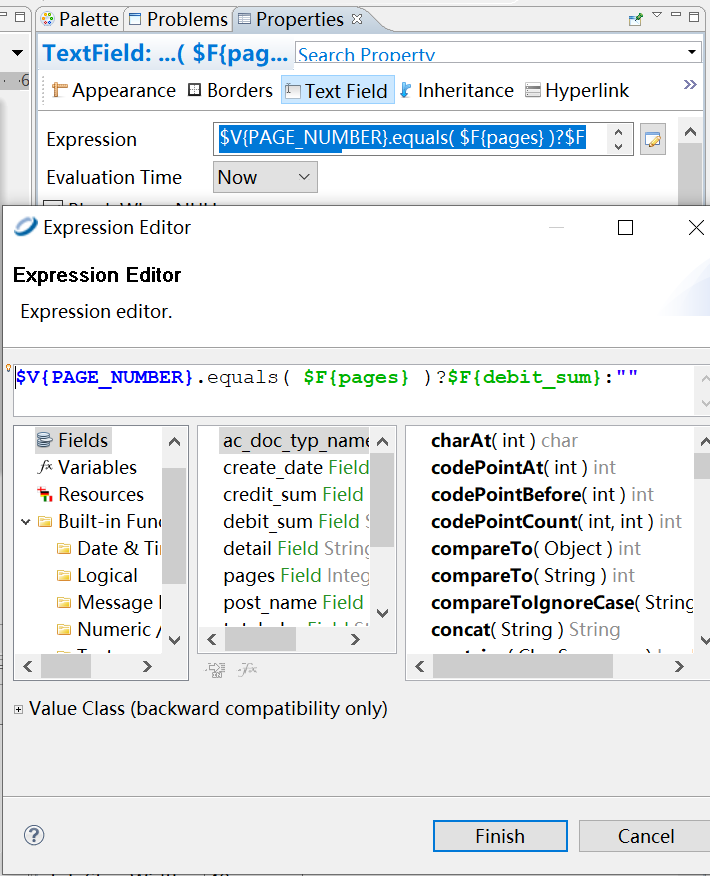 Palette Problems Properties
6
TextField: ...( $F{pag... Search Property
Appearance Borders Text Field Inheritance Hyperlink »
Expression $V{PAGE_NUMBER}.equals( $F{pages} )?$F
Evaluation Time Now
Expression Editor
Expression Editor
Expression editor.
$V{PAGE_NUMBER}.equals( $F{pages} )?$F{debit_sum}:""
Fields
Variables
Resources
Built-in Fun
Date & Ti
Logical
Message
Numeric /
ac_doc_typ_name
create_date Field
credit_sum Field
debit_sum Field S
detail Field String
pages Field Integ
post_name Field
charAt( int ) char
codePointAt( int ) int
codePointBefore( int ) int
codePointCount( int, int ) int
compareTo( Object ) int
compareTo( String ) int
compareToIgnoreCase( String
concat( String ) String
Value Class (backward compatibility only)
Finish Cancel